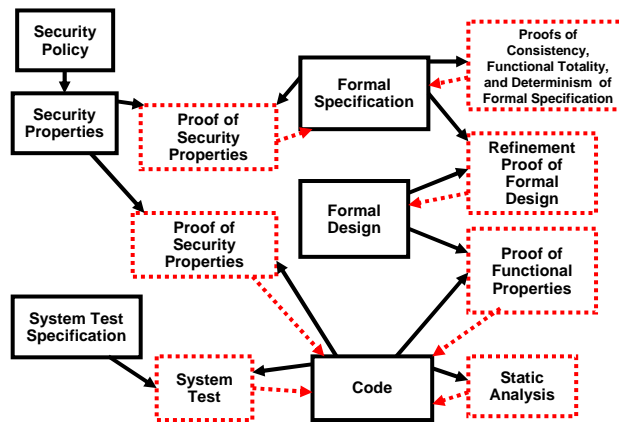 Security
Policy
Security
Properties
Proof of
Security
Properties
Formal
Specification
Proofs of
Consistency,
Functional Totality,
and Determinism of
Formal Specification
Refinement
Proof of
Formal
Design
Proof of
Security
Properties
Formal
Design
Proof of
Functional
Properties
System Test
Specification
System
Test
Code
Static
Analysis